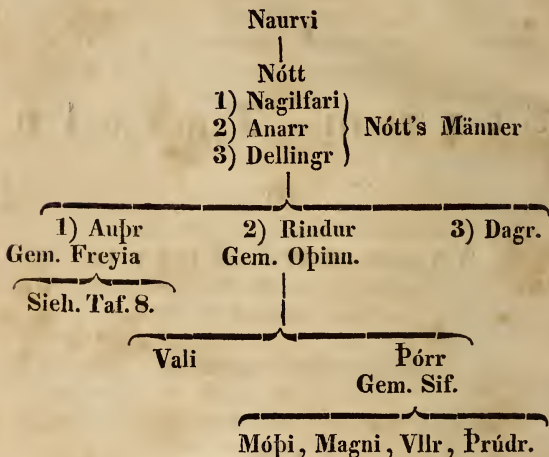 Naurvi
Nótt
1) Nagilfari
2) Anarr
3) Dellingr
Nótt's Männer
1) Auþr
Gem. Freyia
2) Rindur
Gem. Oþinn.
3) Dagr.
Sieh. Taf. 8.
Vali
Þórr
Gem. Sif.
Móþi, Magni, Vllr, Þrúdr.